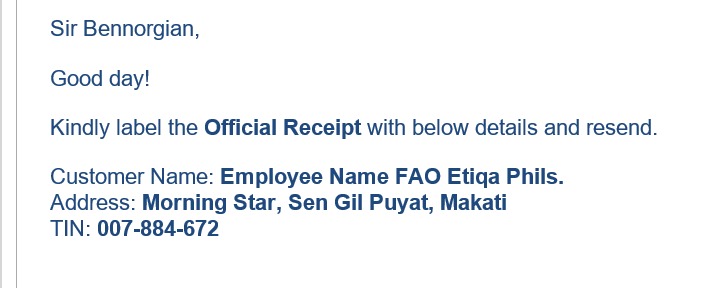 Sir Bennorgian,
Good day!
Kindly label the Official Receipt with below details and resend.
Customer Name: Employee Name FAO Etiqa Phils.
Address: Morning Star, Sen Gil Puyat, Makati
TIN: 007-884-672